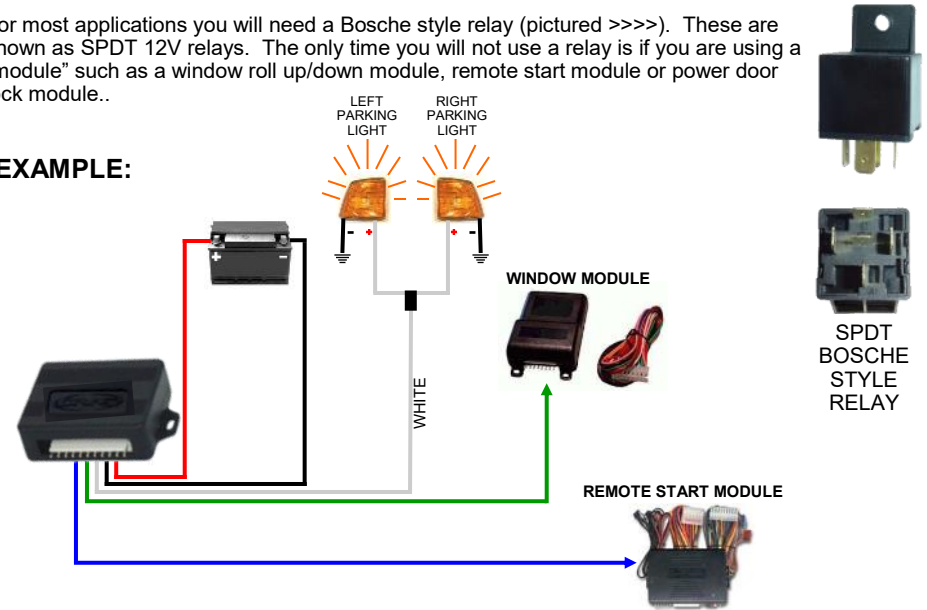 or most applications you will need a Bosche style relay (pictured >>>>).  These are
nown as SPDT 12V relays.  The only time you will not use a relay is if you are using a
module” such as a window roll up/down module, remote start module or power door
ock module..
LEFT
PARKING
LIGHT
RIGHT
PARKING
LIGHT
EXAMPLE:
+ -
- +
+ -
WINDOW MODULE
WHITE
SPDT
BOSCHE
STYLE
RELAY
REMOTE START MODULE